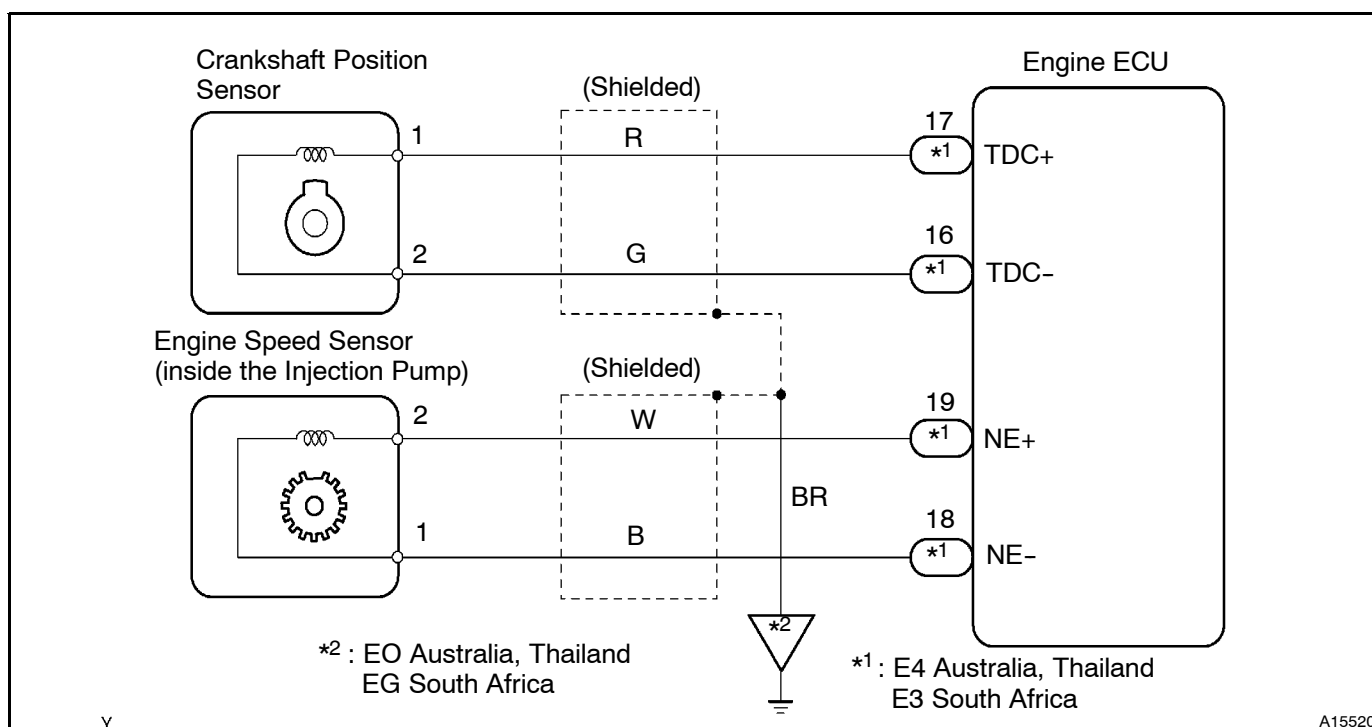 Crankshaft Position
Sensor
(Shielded)
Engine ECU
1
R
17
*1
TDC+
2
G
16
*1
TDC-
Engine Speed Sensor
(inside the Injection Pump)
(Shielded)
2
W
19
*1
NE+
BR
1
B
18
*1
NE-
*2
*2 : EO Australia, Thailand
EG South Africa
*1 : E4 Australia, Thailand
E3 South Africa
Y
A15520